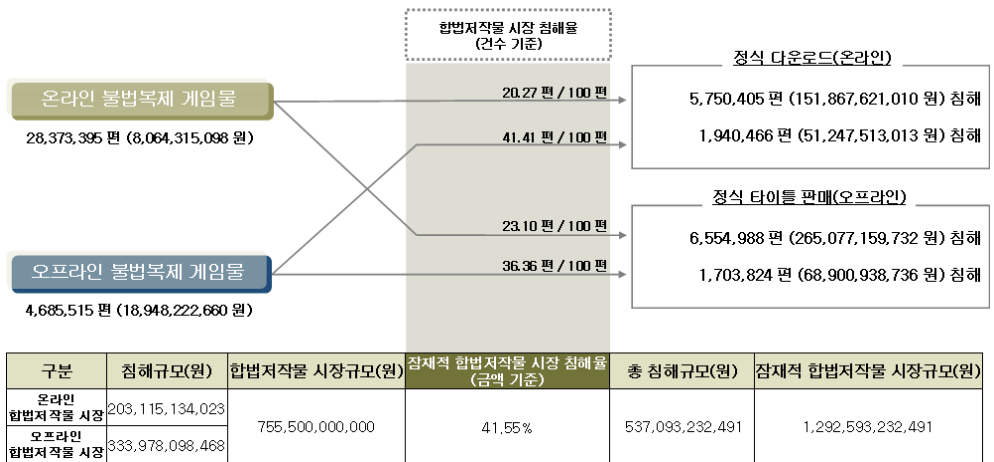 합법저작물 시장 침해율
(건수 기준)
정식 다운로드(온라인)
온라인 불법복제 게임물
20.27 편 / 100 편
5,750,405 편 (151,867,621,010 원) 침해
28,373,395 편 (8,064,315,098 원)
41.41 편 / 100 편
1,940,466 편 (51,247,513,013 원) 침해
정식 타이틀 판매(오프라인)
23.10 편 / 100 편
6,554,988 편 (265,077,159,732 원) 침해
오프라인 불법복제 게임물
36.36 편 / 100 편
1,703,824 편 (68,900,938,736 원) 침해
4,685,515 편 (18,948,222,660 원)
구분 침해규모(원) 합법저작물 시장규모(원) 잠재적 합법저작물 시장 침해율 (금액 기준) 총 침해규모(원) 잠재적 합법저작물 시장규모(원)
온라인
합법저작물 시장 203,115,134,023
755,500,000,000 41.55% 537,093,232,491 1,292,593,232,491
오프라인
합법저작물 시장 333,978,098,468